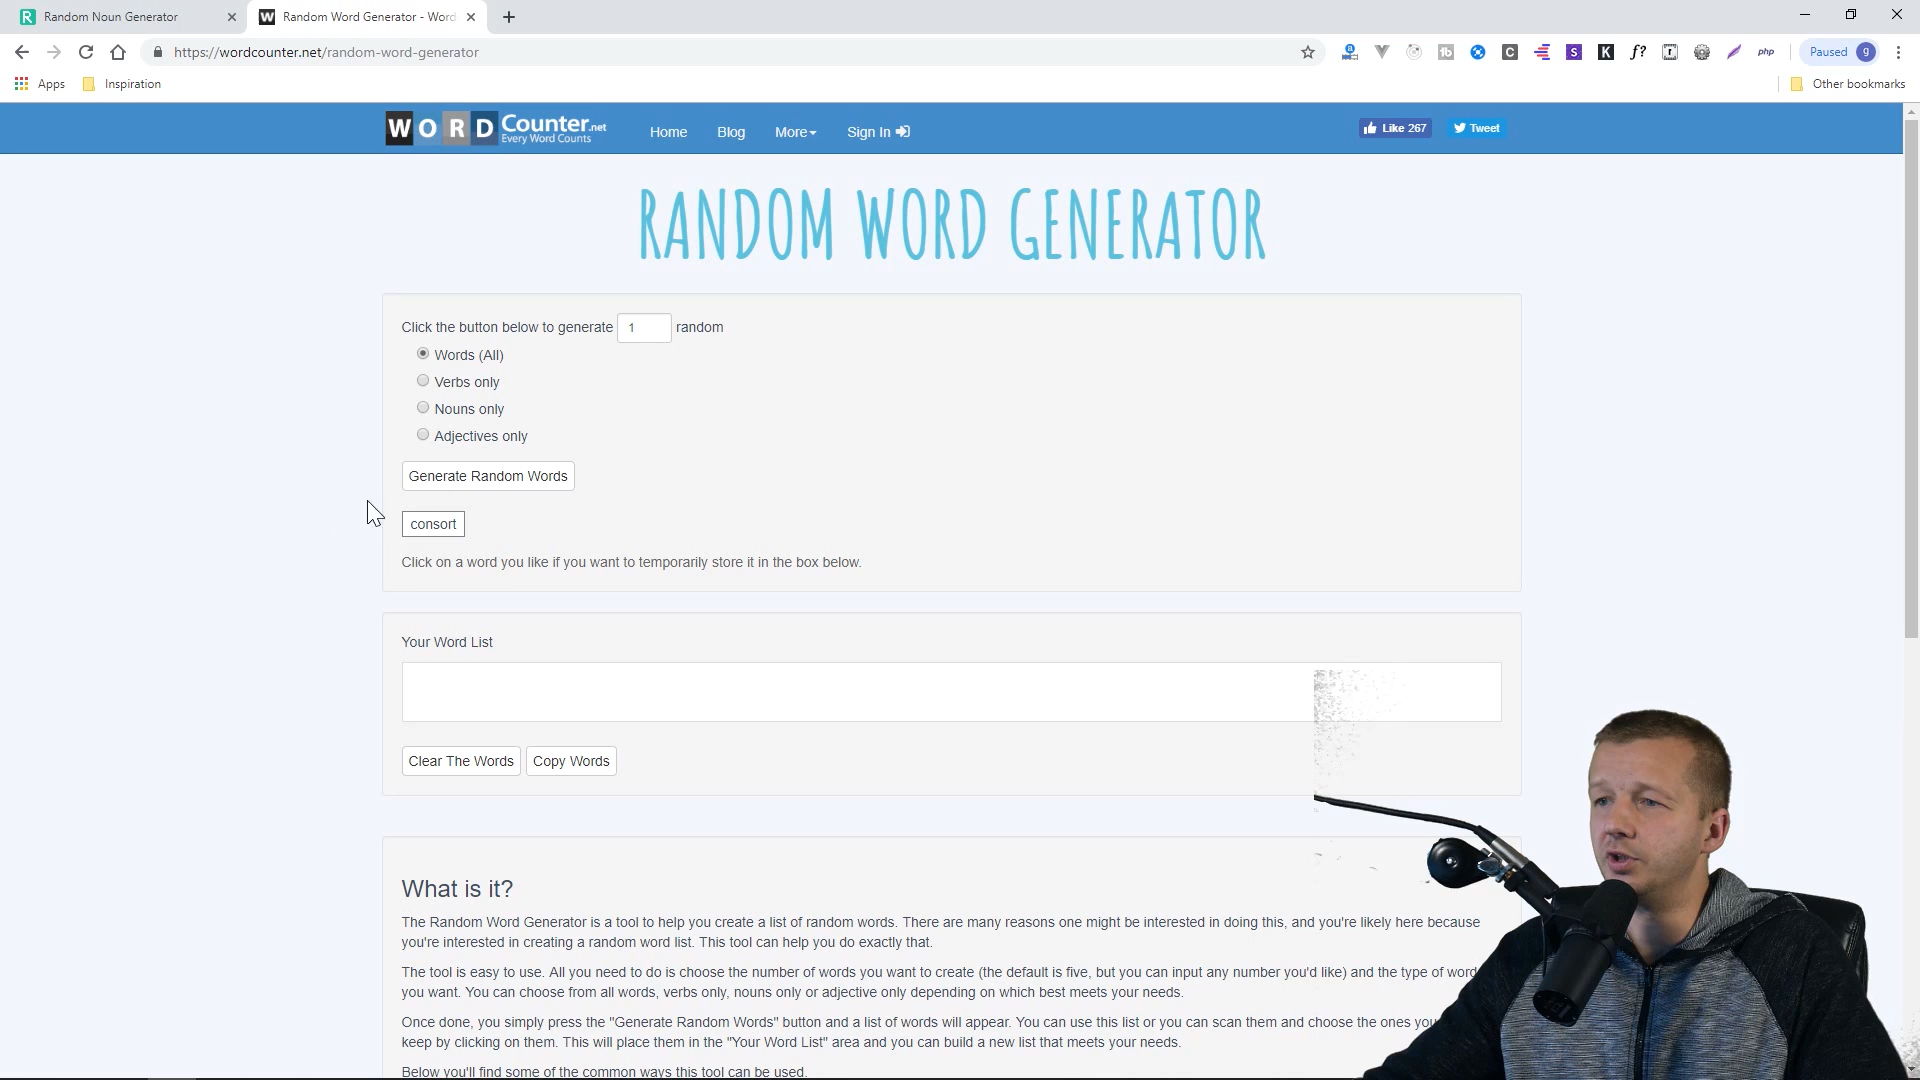 Random Noun Generator
Random Word Generator - Word
https://wordcounter.net/random-word-generator
Paused g
Apps Inspiration Other bookmarks
WORD Counter.net
Every Word Counts
Home Blog More Sign In Like 267 Tweet
RANDOM WORD GENERATOR
Click the button below to generate 1 random
Words (All)
Verbs only
Nouns only
Adjectives only
Generate Random Words
consort
Click on a word you like if you want to temporarily store it in the box below.
Your Word List
Clear The Words Copy Words
What is it?
The Random Word Generator is a tool to help you create a list of random words. There are many reasons one might be interested in doing this, and you're likely here because
you're interested in creating a random word list. This tool can help you do exactly that.
The tool is easy to use. All you need to do is choose the number of words you want to create (the default is five, but you can input any number you'd like) and the type of word
you want. You can choose from all words, verbs only, nouns only or adjective only depending on which best meets your needs.
Once done, you simply press the "Generate Random Words" button and a list of words will appear. You can use this list or you can scan them and choose the ones you
keep by clicking on them. This will place them in the "Your Word List" area and you can build a new list that meets your needs.
Below you'll find some of the common ways this tool can be used.